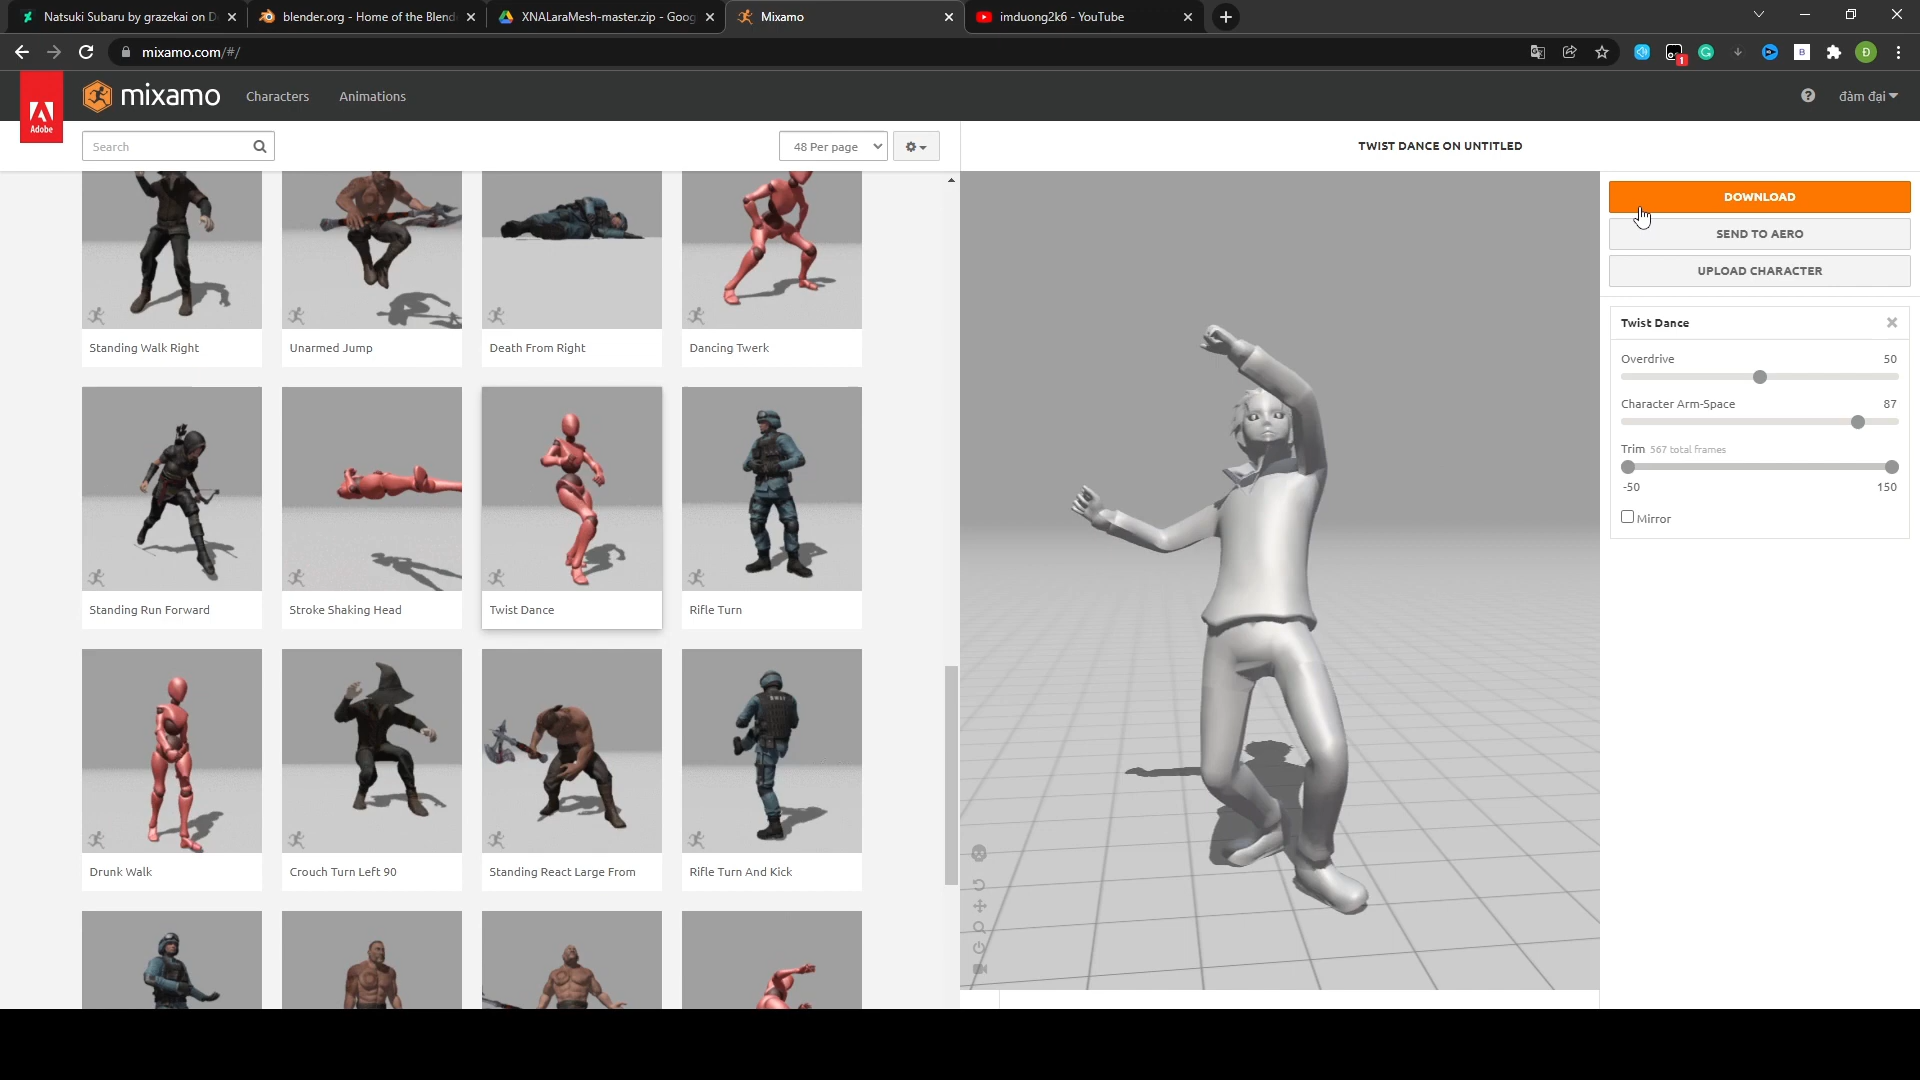 Natsuki Subaru by grazekai on D
blender.org - Home of the Blend
XNALaraMesh-master.zip - Goog
Mixamo
imduong2k6 - YouTube
mixamo.com/#/
1
B
Đ
Adobe
mixamo
Characters
Animations
đàm đại
Search
48 Per page
TWIST DANCE ON UNTITLED
DOWNLOAD
SEND TO AERO
UPLOAD CHARACTER
Twist Dance
Overdrive 50
Character Arm-Space 87
Trim 567 total frames
-50 150
Mirror
Standing Walk Right
Unarmed Jump
Death From Right
Dancing Twerk
Standing Run Forward
Stroke Shaking Head
Twist Dance
Rifle Turn
Drunk Walk
Crouch Turn Left 90
Standing React Large From
Rifle Turn And Kick